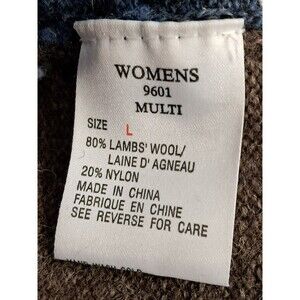 WOMENS
9601
MULTI
SIZE L
80% LAMBS' WOOL/
LAINE D' AGNEAU
20% NYLON
MADE IN CHINA
FABRIQUE EN CHINE
SEE REVERSE FOR CARE